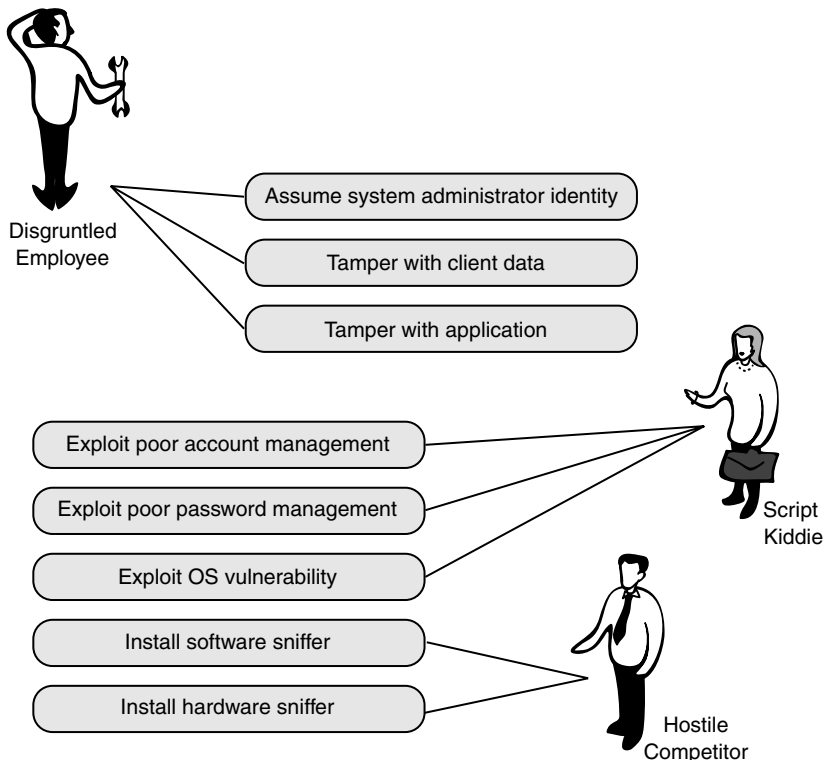 Assume system administrator identity
Disgruntled
Employee
Tamper with client data
Tamper with application
Exploit poor account management
Exploit poor password management
Script
Kiddie
Exploit OS vulnerability
Install software sniffer
Install hardware sniffer
Hostile
Competitor